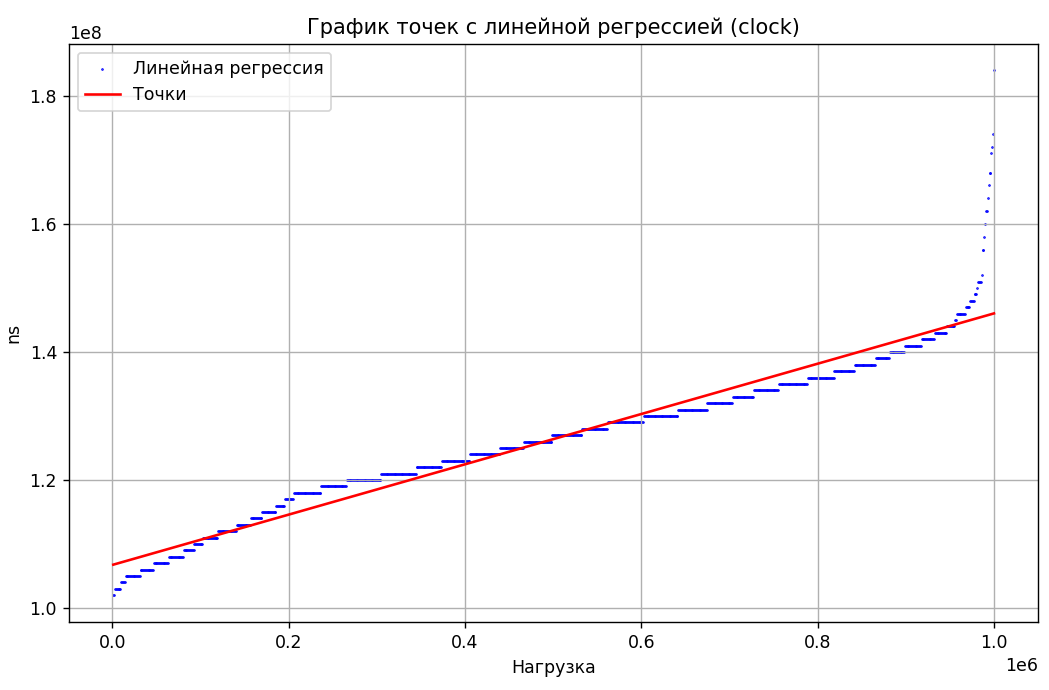 График точек с линейной регрессией (clock)
1e8
Линейная регрессия
Точки
1.8
1.6
1.4
1.2
1.0
ns
0.0 0.2 0.4 0.6 0.8 1.0
1e6
Нагрузка